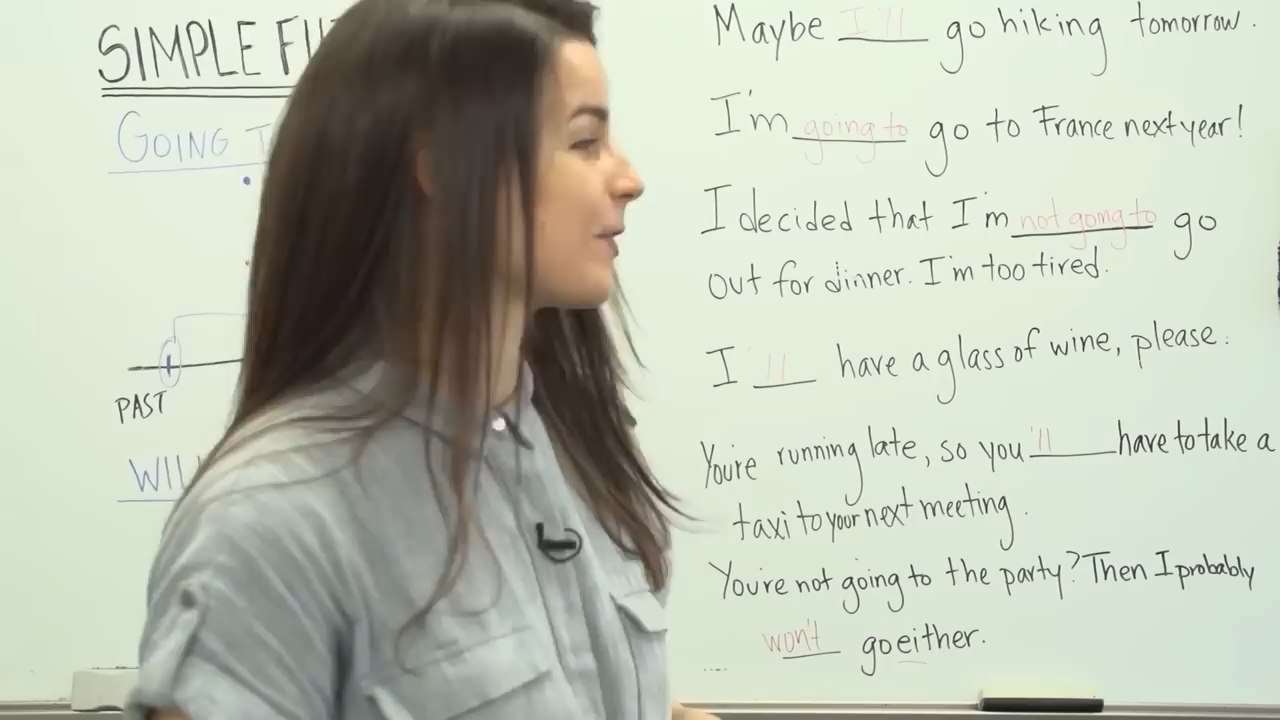 SIMPLE
GOING
PAST
Maybe I'll go hiking tomorrow.
I'm going to go to France next year!
I decided that I'm not going to go
out for dinner. I'm too tired.
I 'll have a glass of wine, please.
You're running late, so you 'll have to take a
taxi to your next meeting.
You're not going to the party? Then I probably
won't go either.